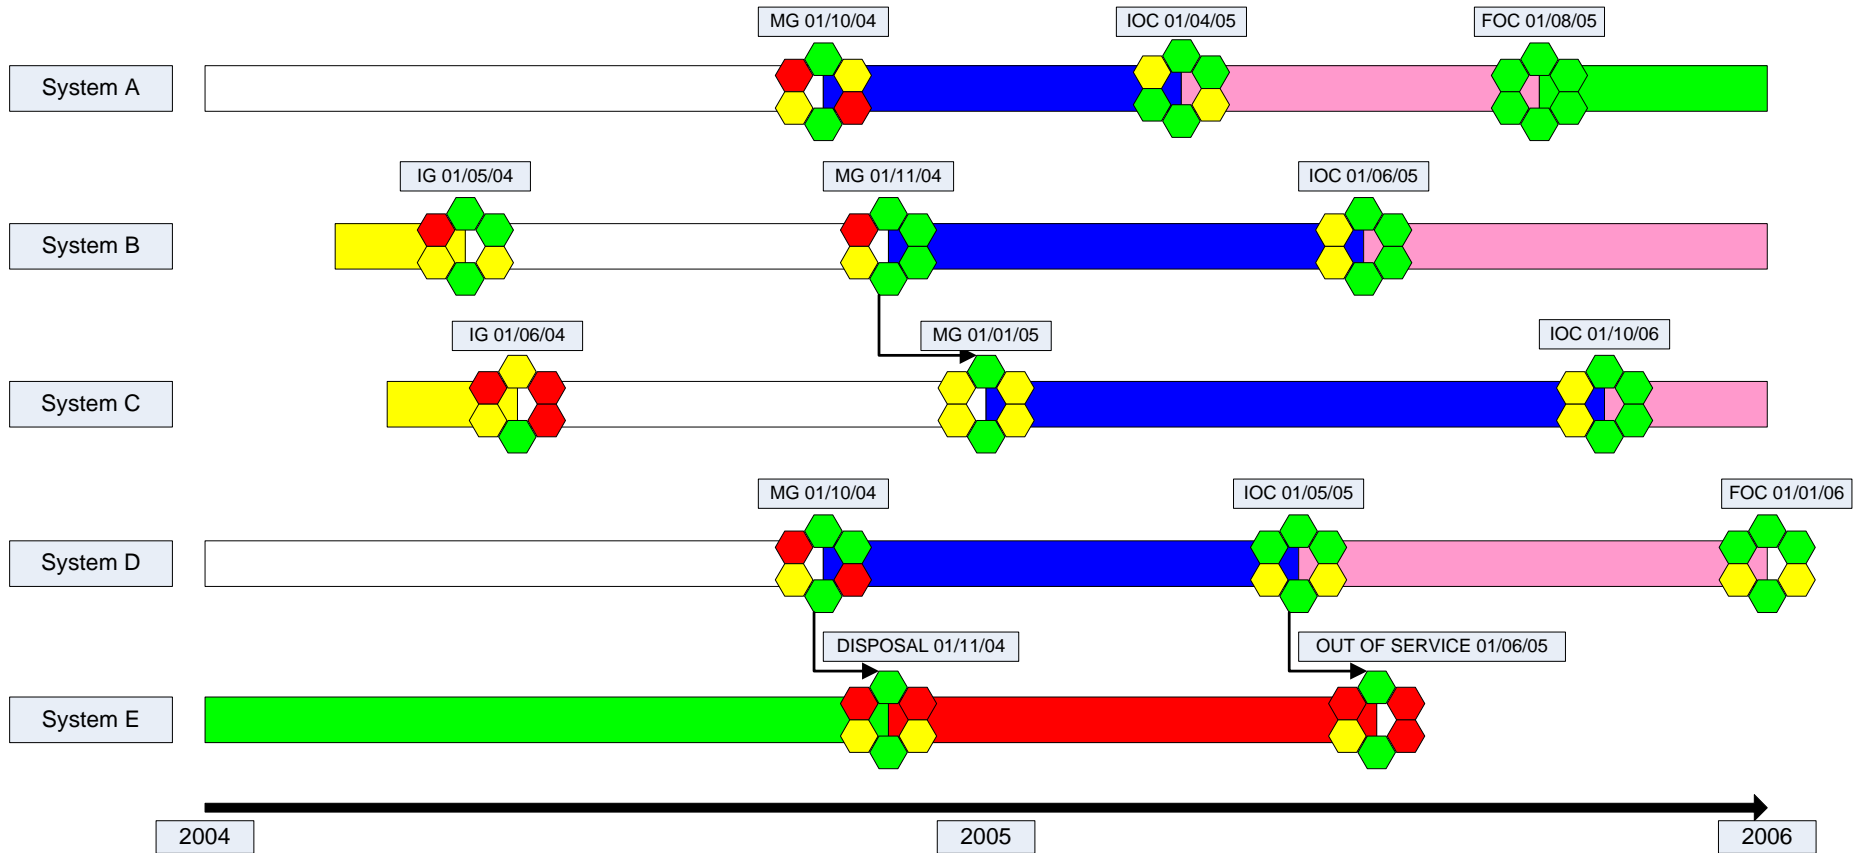 MG 01/10/04
IOC 01/04/05
FOC 01/08/05
System A
IG 01/05/04
MG 01/11/04
IOC 01/06/05
System B
IG 01/06/04
MG 01/01/05
IOC 01/10/06
System C
MG 01/10/04
IOC 01/05/05
FOC 01/01/06
System D
DISPOSAL 01/11/04
OUT OF SERVICE 01/06/05
System E
2004
2005
2006